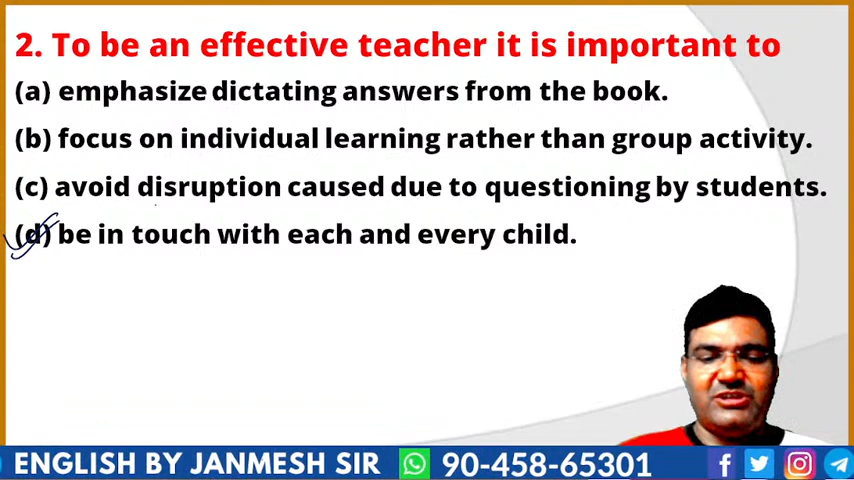 2. To be an effective teacher it is important to
(a) emphasize dictating answers from the book.
(b) focus on individual learning rather than group activity.
(c) avoid disruption caused due to questioning by students.
(d) be in touch with each and every child.
ENGLISH BY JANMESH SIR 90-458-65301